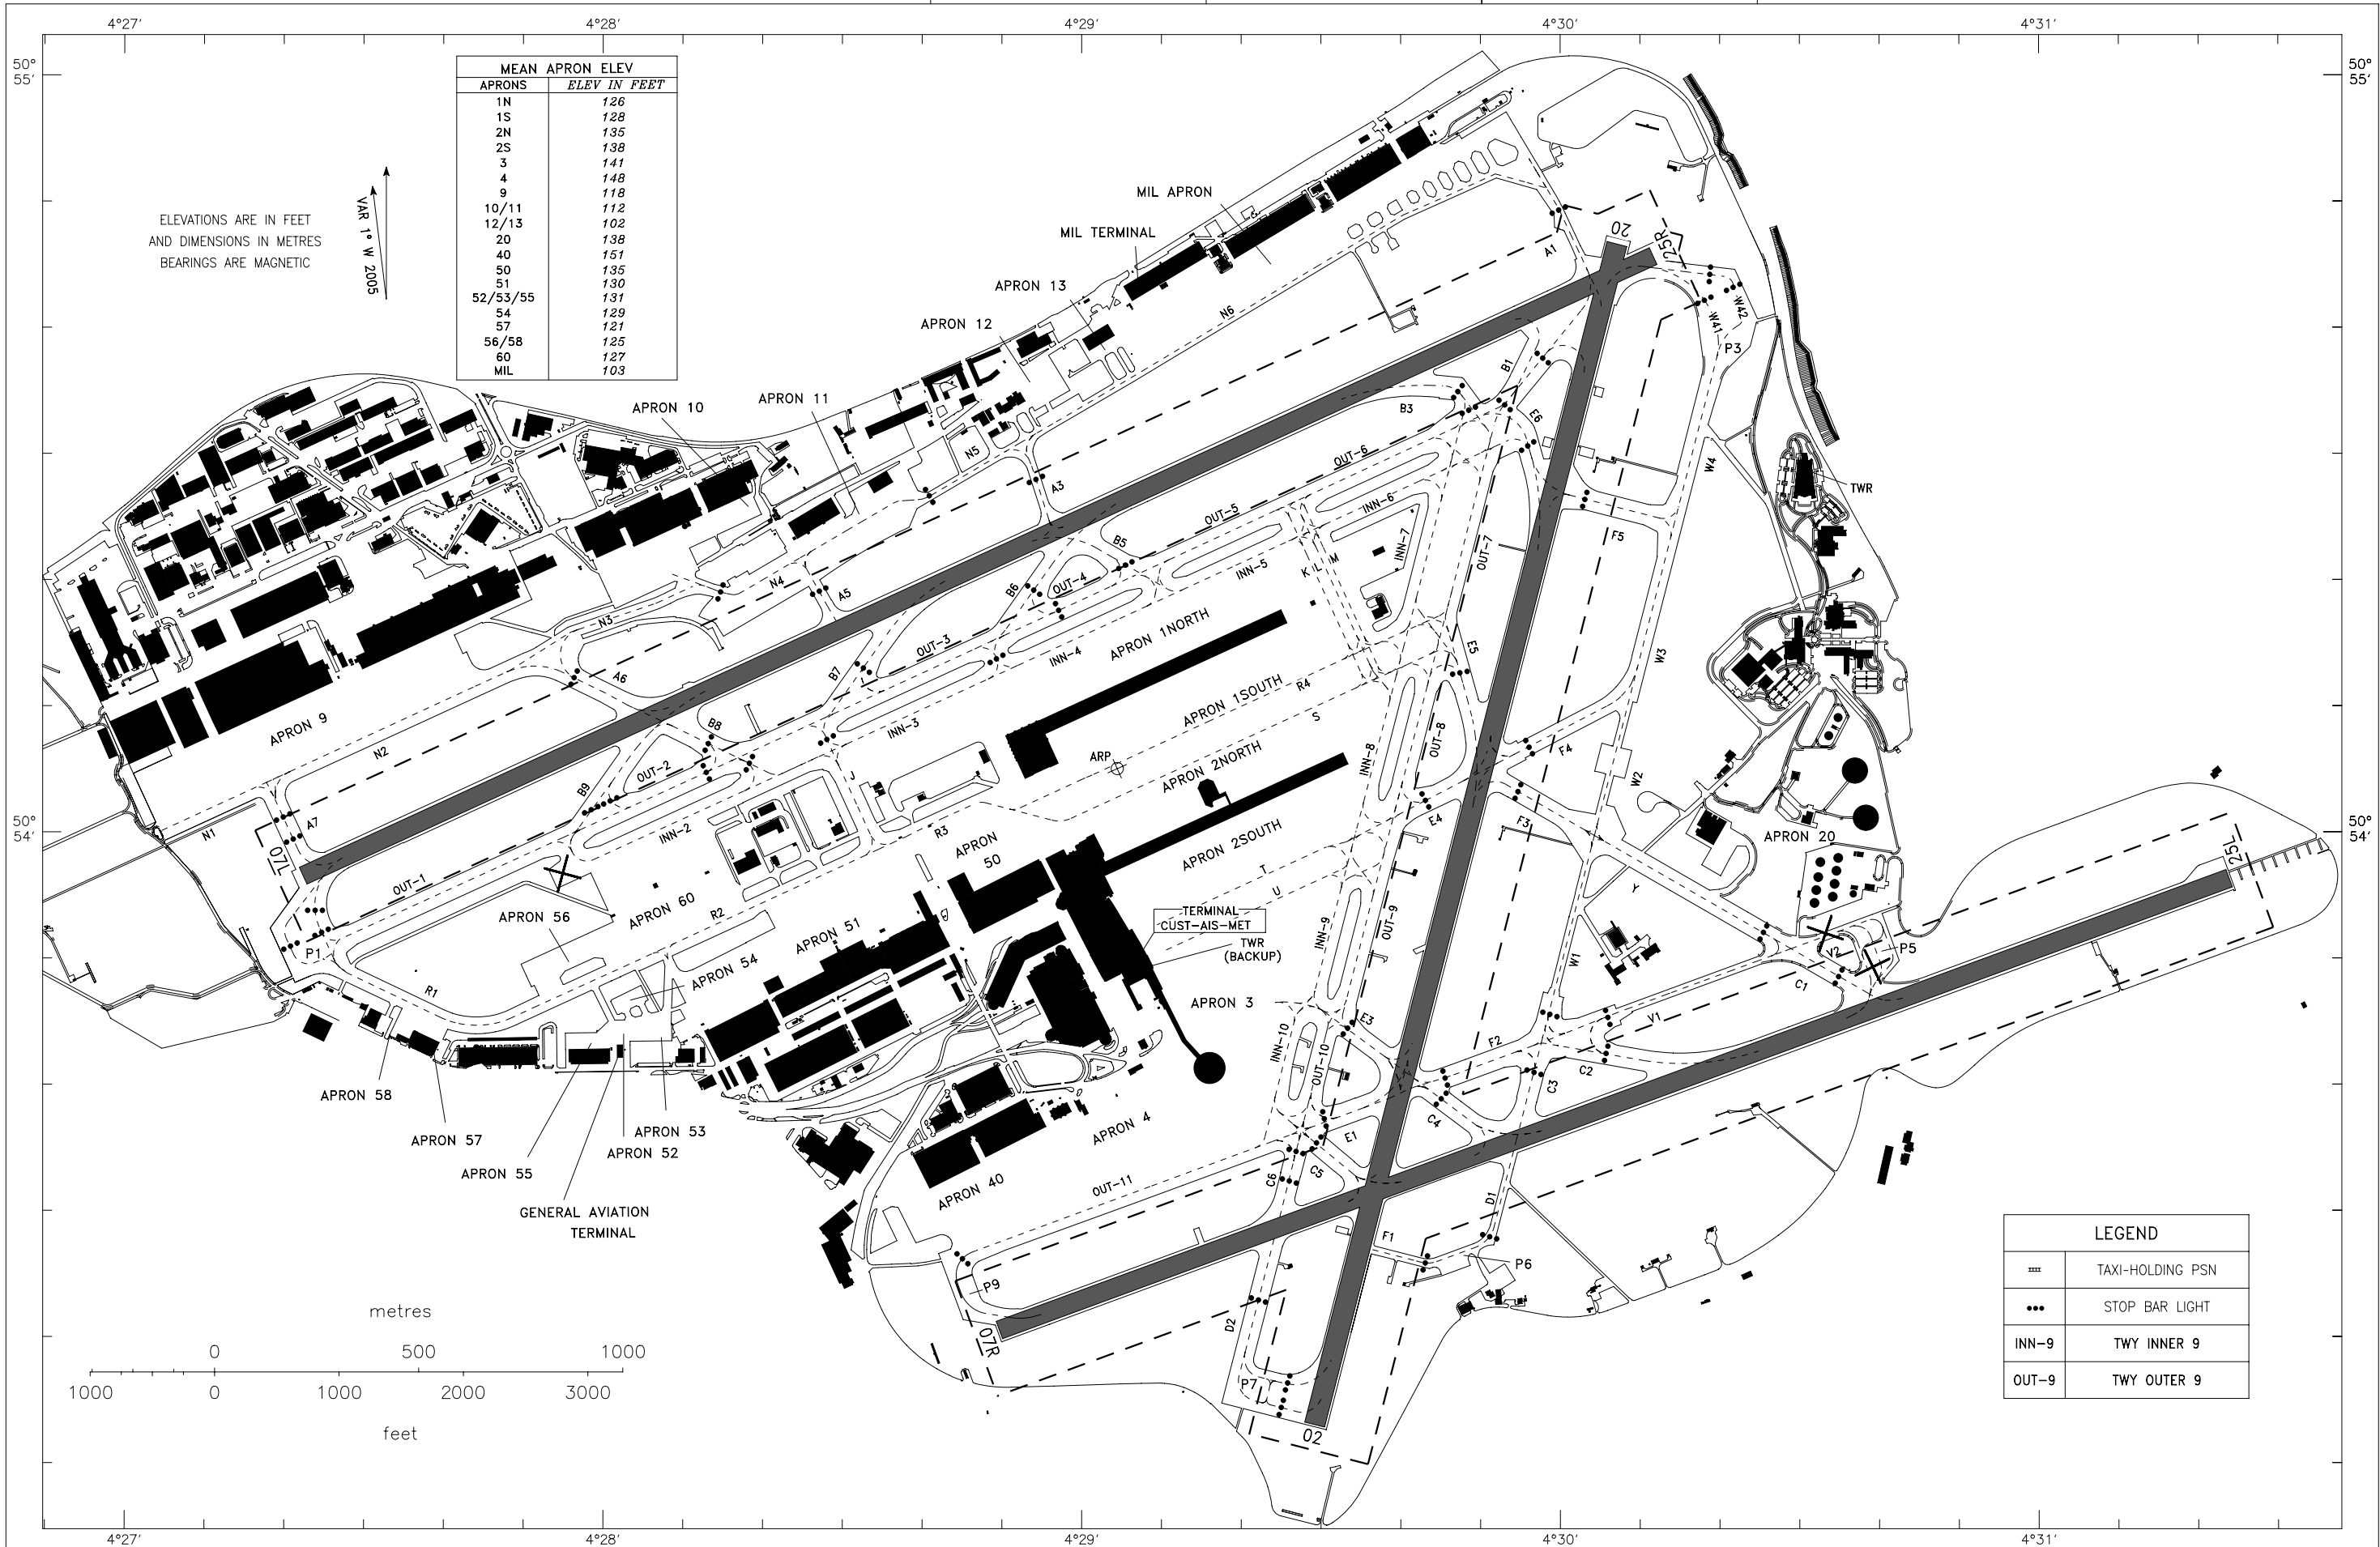 4°27' 4°28' 4°29' 4°30' 4°31'
50°
55'
50°
55'
MEAN APRON ELEV
APRONS ELEV IN FEET
1N 126
1S 128
2N 135
2S 138
3 141
4 148
9 118
10/11 112
12/13 102
20 138
40 151
50 135
51 130
52/53/55 131
54 129
57 121
56/58 125
60 127
MIL 103
ELEVATIONS ARE IN FEET
AND DIMENSIONS IN METRES
BEARINGS ARE MAGNETIC
VAR 1° W 2005
MIL APRON
MIL TERMINAL
APRON 13
APRON 12
APRON 11
APRON 10
20
25R
A1
N6
W42
W41
P3
B1
B3
E6
OUT-6
N5
A3
W4
TWR
INN-6
OUT-5
F5
B5
INN-7
OUT-7
K L M
INN-5
OUT-4
B6
N4
A5
N3
APRON 1NORTH
OUT-3
INN-4
E5
W3
B7
A6
APRON 1SOUTH
R4
S
INN-3
B8
APRON 9
N2
OUT-8
F4
INN-8
ARP
APRON 2NORTH
J
OUT-2
W2
B9
50°
54'
50°
54'
N1
A7
INN-2
R3
E4
F3
APRON 20
07L
APRON
50
APRON 2SOUTH
25L
T
U
OUT-1
Y
APRON 56
APRON 60
R2
TERMINAL
CUST-AIS-MET
TWR
(BACKUP)
INN-9
OUT-9
APRON 51
P1
V2
P5
W1
APRON 54
C1
R1
APRON 3
V1
E3
INN-10
OUT-10
F2
C2
C3
APRON 58
APRON 57
APRON 55
APRON 53
APRON 52
APRON 4
C4
E1
C5
C6
APRON 40
OUT-11
D1
GENERAL AVIATION
TERMINAL
F1
P6
P9
D2
07R
P7
02
metres
0 500 1000
1000 0 1000 2000 3000
feet
LEGEND
TAXI-HOLDING PSN
STOP BAR LIGHT
INN-9 TWY INNER 9
OUT-9 TWY OUTER 9
4°27' 4°28' 4°29' 4°30' 4°31'